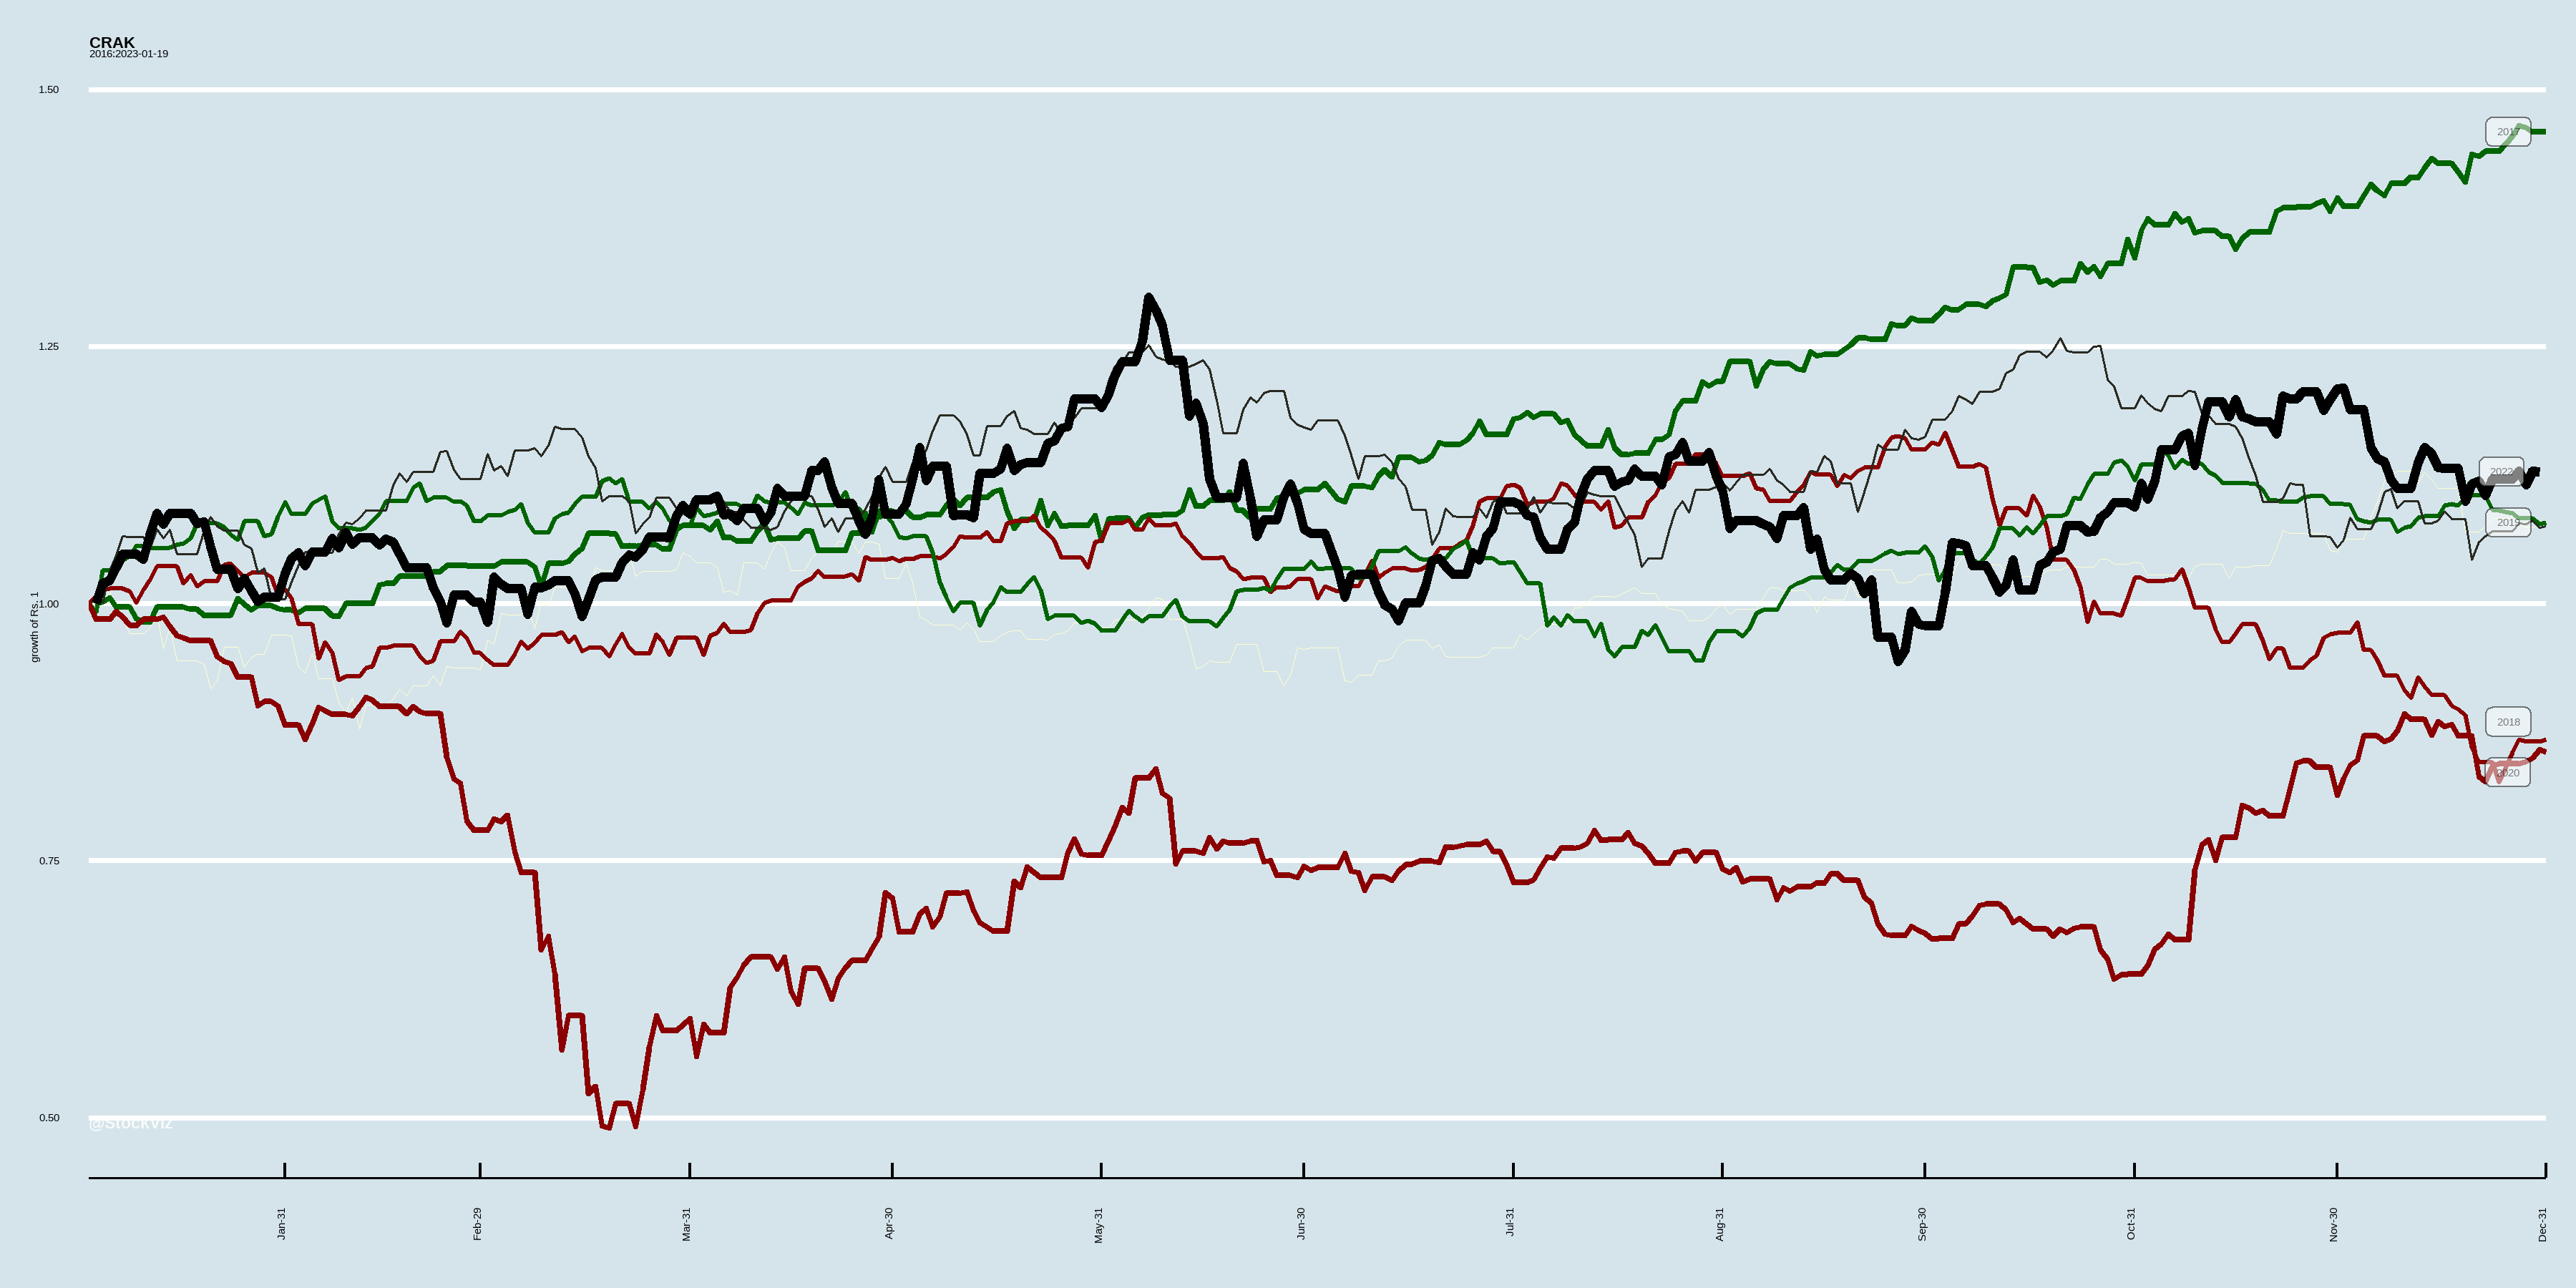 CRAK
2016:2023-01-19
1.50
1.25
1.00
0.75
0.50
growth of Rs. 1
2017
2022
2019
2018
2020
@StockViz
Jan-31
Feb-29
Mar-31
Apr-30
May-31
Jun-30
Jul-31
Aug-31
Sep-30
Oct-31
Nov-30
Dec-31